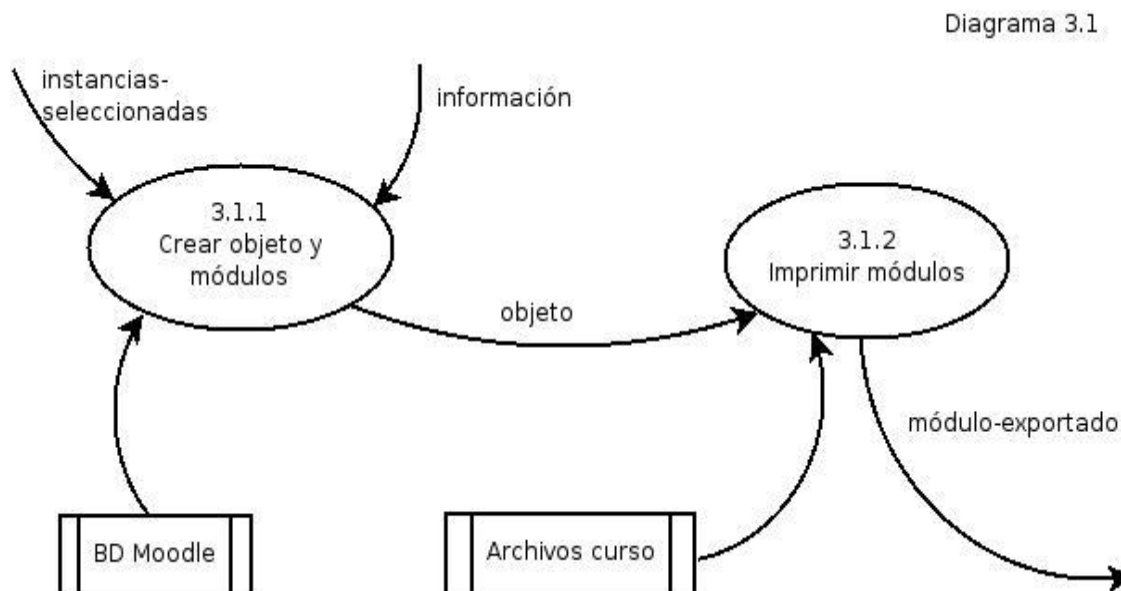 Diagrama 3.1
instancias-
seleccionadas
información
3.1.1
Crear objeto y
módulos
3.1.2
Imprimir módulos
objeto
módulo-exportado
BD Moodle
Archivos curso